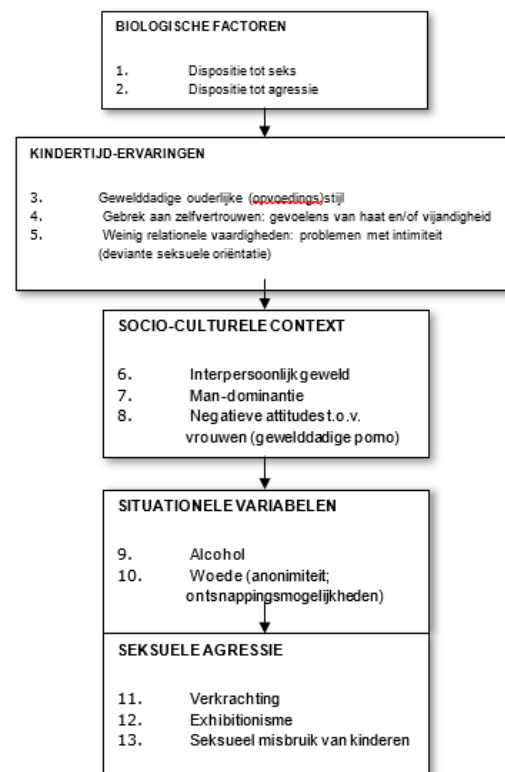 BIOLOGISCHE FACTOREN
1. Dispositie tot seks
2. Dispositie tot agressie
KINDERTIJD-ERVARINGEN
3. Gewelddadige ouderlijke (opvoedings)stijl
4. Gebrek aan zelfvertrouwen: gevoelens van haat en/of vijandigheid
5. Weinig relationele vaardigheden: problemen met intimiteit
(deviante seksuele oriëntatie)
SOCIO-CULTURELE CONTEXT
6. Interpersoonlijk geweld
7. Man-dominantie
8. Negatieve attitudes t.o.v.
vrouwen (gewelddadige porno)
SITUATIONELE VARIABELEN
9. Alcohol
10. Woede (anonimiteit;
ontsnappingsmogelijkheden)
SEKSUELE AGRESSIE
11. Verkrachting
12. Exhibitionisme
13. Seksueel misbruik van kinderen